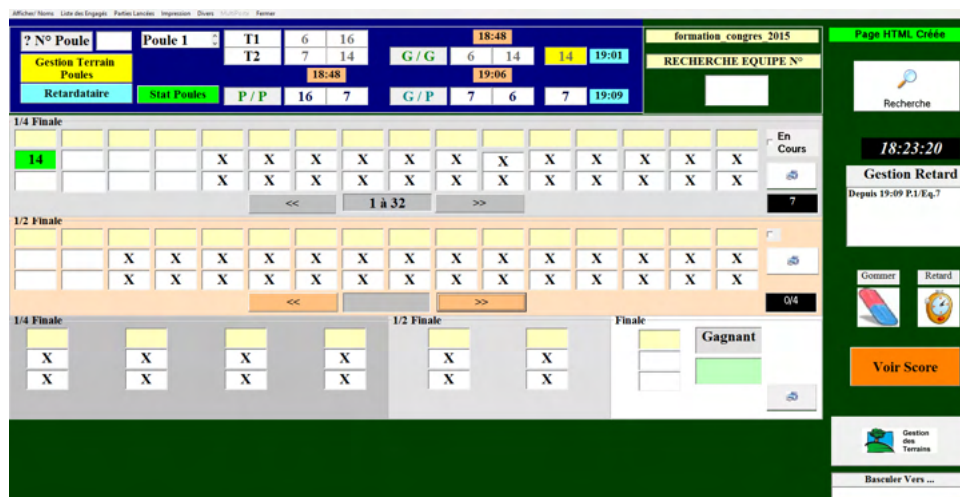 Afficher/ Noms Liste des Engagés Parties Lancées Impression Divers MultiPoste Fermer
? N° Poule Poule 1 T1 6 16 18:48 formation_congres_2015 Page HTML Créée
Gestion Terrain Poules T2 7 14 G / G 6 14 14 19:01 RECHERCHE EQUIPE N°
18:48 19:06
Retardataire Stat Poules P / P 16 7 G / P 7 6 7 19:09 Recherche
1/4 Finale
En Cours
14 X X X X X X X X X X X X 18:23:20
X X X X X X X X X X X X Gestion Retard
<< 1 à 32 >> 7 Depuis 19:09 P.1/Eq.7
1/2 Finale
X X X X X X X X X X X X X X
X X X X X X X X X X X X X X Gommer Retard
<< >> 0/4
1/4 Finale 1/2 Finale Finale
Gagnant
X X X X X X Voir Score
X X X X X X
Gestion des Terrains
Basculer Vers ...